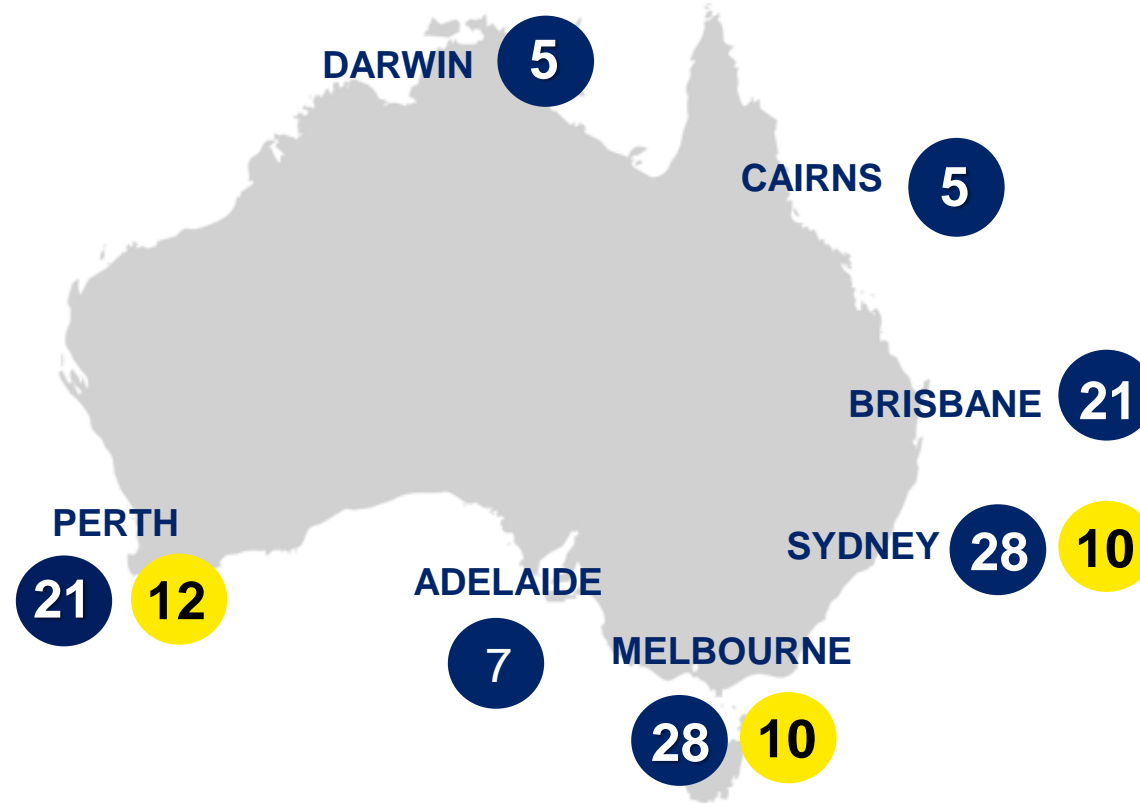 DARWIN 5
CAIRNS 5
BRISBANE 21
PERTH
SYDNEY 28 10
ADELAIDE
21 12
MELBOURNE
7
28 10